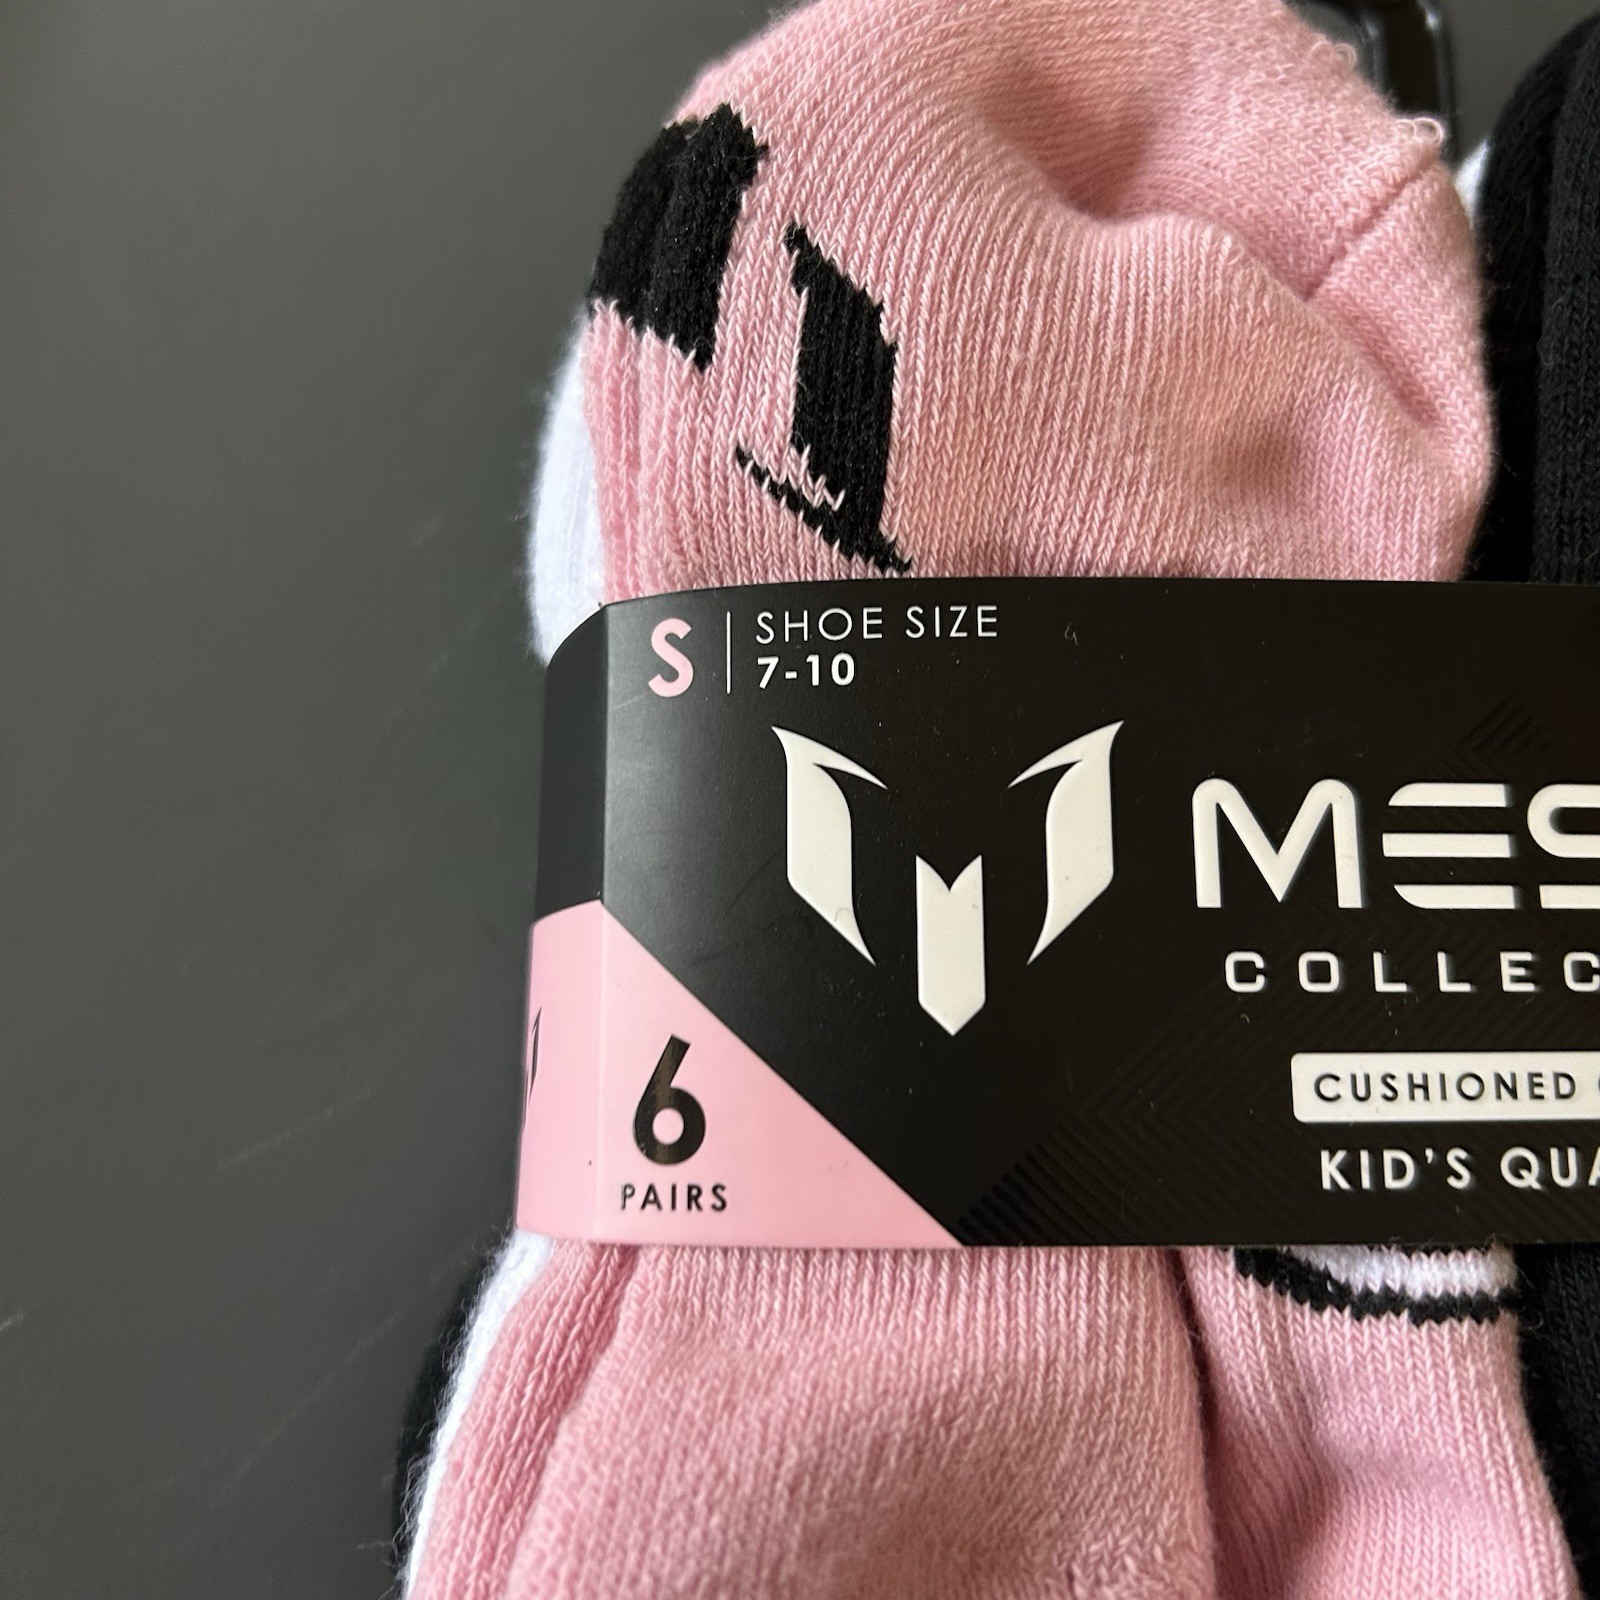 S
SHOE SIZE
7-10
MES
COLLEC
CUSHIONED
KID'S QUA
6
PAIRS